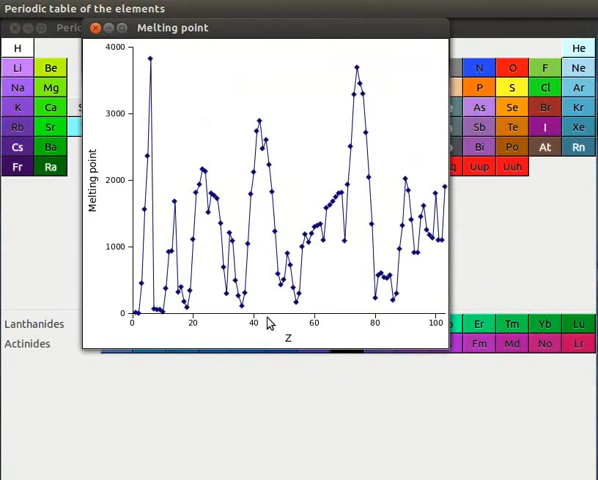 Periodic table of the elements
Perio
Melting point
H He
Li Be N O F Ne
Na Mg P S Cl Ar
K Ca As Se Br Kr
Rb Sr Sb Te I Xe
Cs Ba Bi Po At Rn
Fr Ra Uup Uuh
4000
3000
2000
1000
0
Melting point
0 20 40 60 80 100
Z
Lanthanides Er Tm Yb Lu
Actinides Fm Md No Lr